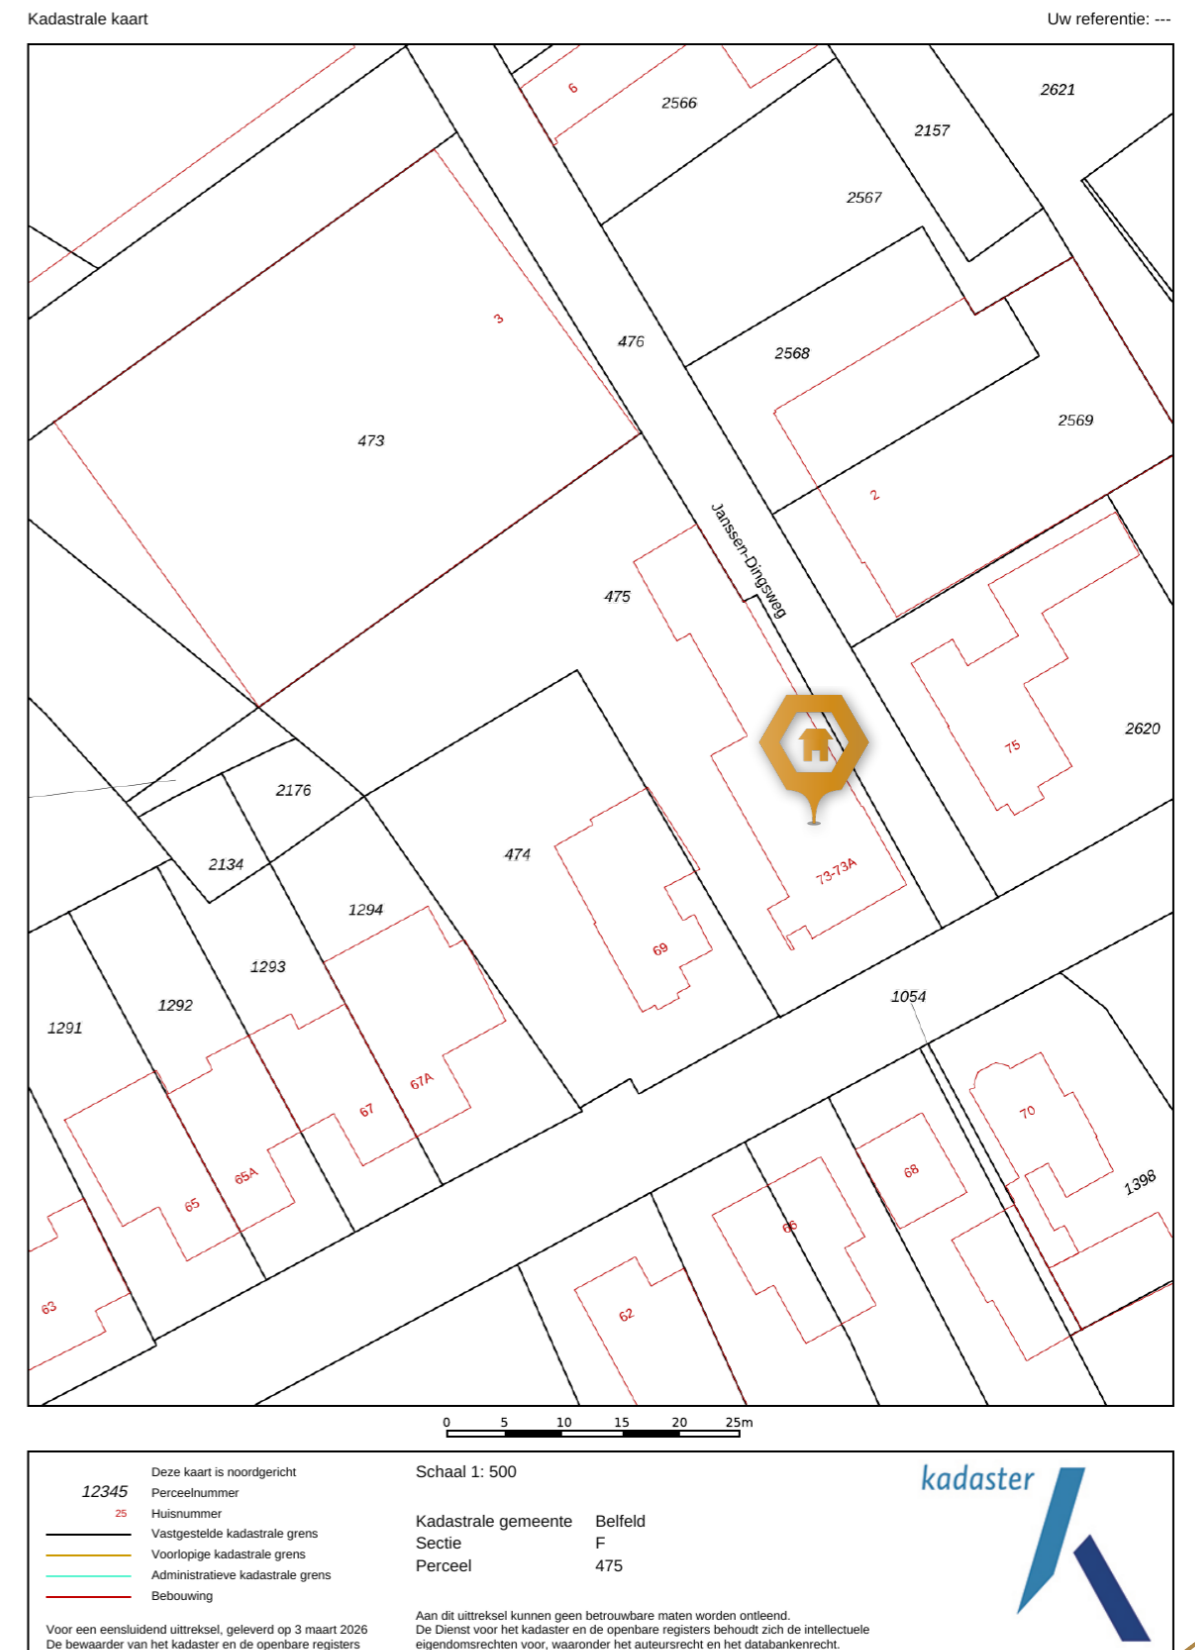 Kadastrale kaart
Uw referentie: ---
6
2566
2621
2157
2567
3
476
2568
473
2569
2
Janssen-Dingsweg
475
2620
75
2176
474
2134
73-73A
1294
69
1293
1054
1292
1291
67A
67
70
65A
65
68
1398
66
63
62
0 5 10 15 20 25m
Deze kaart is noordgericht
12345 Perceelnummer
25 Huisnummer
Vastgestelde kadastrale grens
Voorlopige kadastrale grens
Administratieve kadastrale grens
Bebouwing
Voor een eensluidend uittreksel, geleverd op 3 maart 2026
De bewaarder van het kadaster en de openbare registers
Schaal 1: 500
Kadastrale gemeente Belfeld
Sectie F
Perceel 475
Aan dit uittreksel kunnen geen betrouwbare maten worden ontleend.
De Dienst voor het kadaster en de openbare registers behoudt zich de intellectuele
eigendomsrechten voor, waaronder het auteursrecht en het databankenrecht.
kadaster